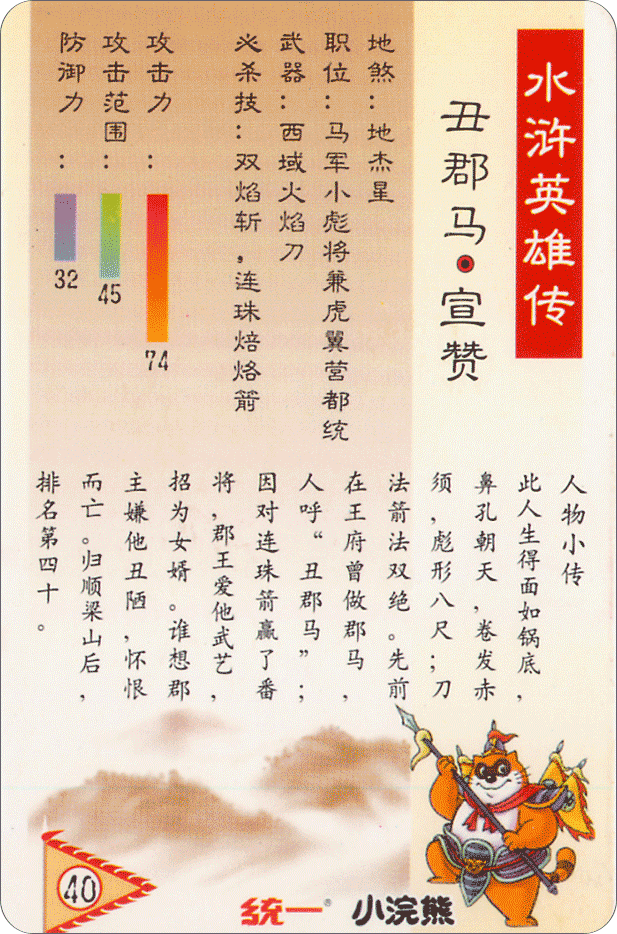 水浒英雄传
丑郡马·宣赞
地煞：地杰星
职位：马军小彪将兼虎翼营都统
武器：西域火焰刀
必杀技：双焰斩，连珠焙烙箭
攻击力：
74
攻击范围：
45
防御力：
32
人物小传
此人生得面如锅底，
鼻孔朝天，卷发赤
须，彪形八尺；刀
法箭法双绝。先前
在王府曾做郡马，
人呼“丑郡马”；
因对连珠箭赢了番
将，郡王爱他武艺，
招为女婿。谁想郡
主嫌他丑陋，怀恨
而亡。归顺梁山后，
排名第四十。
40
统一®
小浣熊